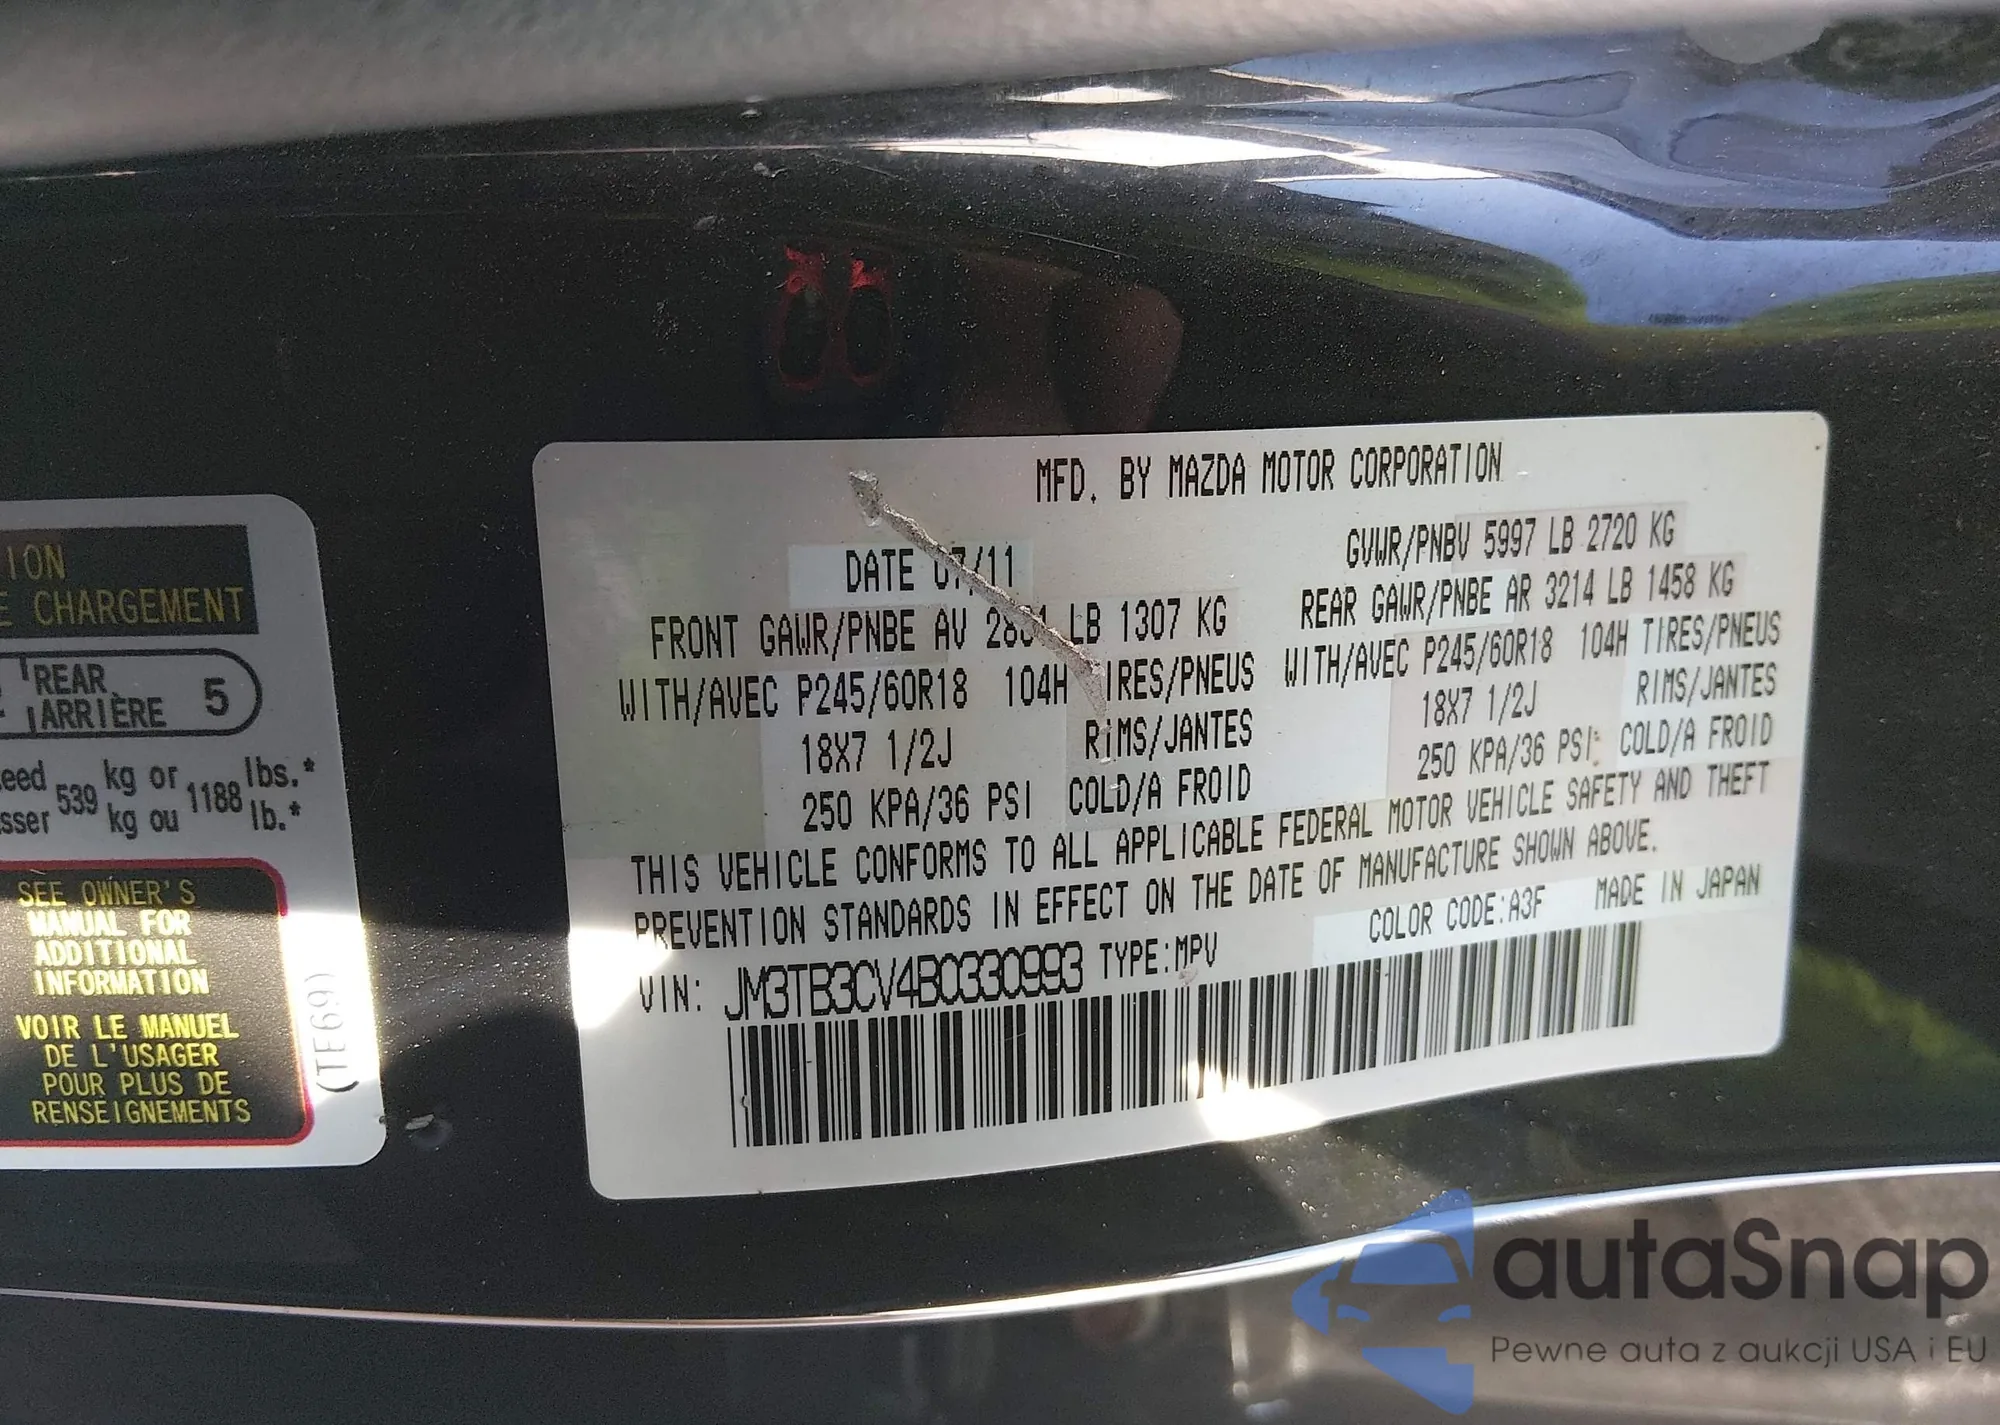 ION
E CHARGEMENT
REAR
ARRIÈRE 5
eed 539 kg or 1188 lbs.*
sser kg ou lb.*
SEE OWNER'S
MANUAL FOR
ADDITIONAL
INFORMATION
VOIR LE MANUEL
DE L'USAGER
POUR PLUS DE
RENSEIGNEMENTS
(TE69)
MFD. BY MAZDA MOTOR CORPORATION
DATE 07/11 GVWR/PNBV 5997 LB 2720 KG
FRONT GAWR/PNBE AV LB 1307 KG REAR GAWR/PNBE AR 3214 LB 1458 KG
WITH/AVEC P245/60R18 104H TIRES/PNEUS WITH/AVEC P245/60R18 104H TIRES/PNEUS
18X7 1/2J RIMS/JANTES 18X7 1/2J RIMS/JANTES
250 KPA/36 PSI COLD/A FROID 250 KPA/36 PSI COLD/A FROID
THIS VEHICLE CONFORMS TO ALL APPLICABLE FEDERAL MOTOR VEHICLE SAFETY AND THEFT
PREVENTION STANDARDS IN EFFECT ON THE DATE OF MANUFACTURE SHOWN ABOVE.
COLOR CODE:A3F MADE IN JAPAN
VIN: JM3TB3CV4B0330993 TYPE:MPV
autaSnap
Pewne auta z aukcji USA i EU